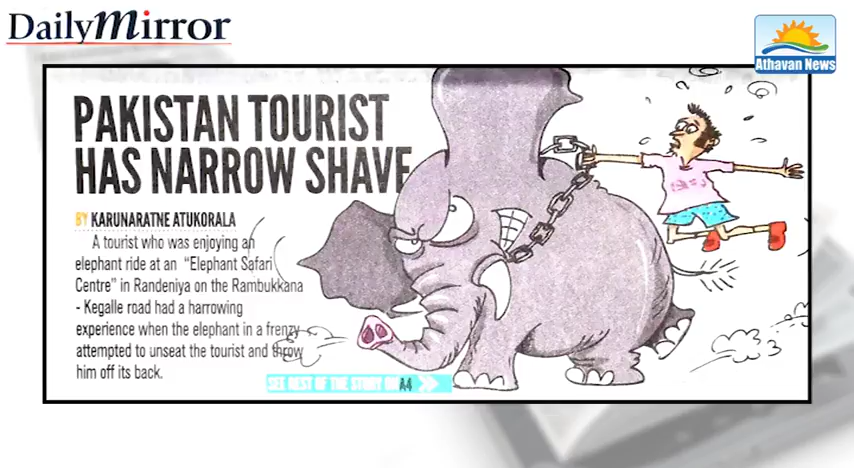 Daily Mirror
Athavan News
PAKISTAN TOURIST
HAS NARROW SHAVE
BY KARUNARATNE ATUKORALA
A tourist who was enjoying an
elephant ride at an "Elephant Safari
Centre" in Randeniya on the Rambukkana
- Kegalle road had a harrowing
experience when the elephant in a frenzy
attempted to unseat the tourist and throw
him off its back.
SEE REST OF THE STORY ON A4